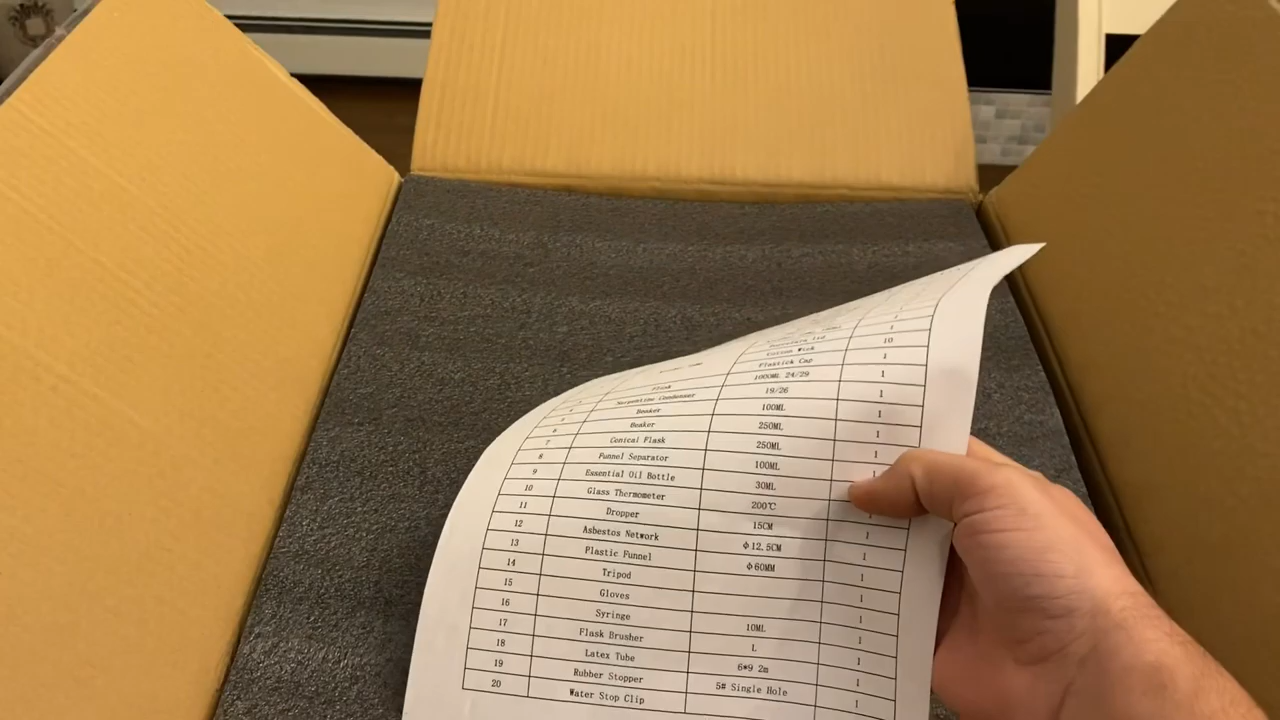 1
10
Cotton Wick 1
Plastick Cap 1
Flask 1000ML 24/29 1
Serpentine Condenser 19/26 1
Beaker 100ML 1
6 Beaker 250ML 1
7 Conical Flask 250ML 1
8 Funnel Separator 100ML 1
9 Essential Oil Bottle 30ML
10 Glass Thermometer 200℃ 1
11 Dropper 15CM 1
12 Asbestos Network φ12.5CM 1
13 Plastic Funnel φ60MM 1
14 Tripod 1
15 Gloves 1
16 Syringe 10ML 1
17 Flask Brusher L 1
18 Latex Tube 6*9 2m 1
19 Rubber Stopper 5# Single Hole 1
20 Water Stop Clip